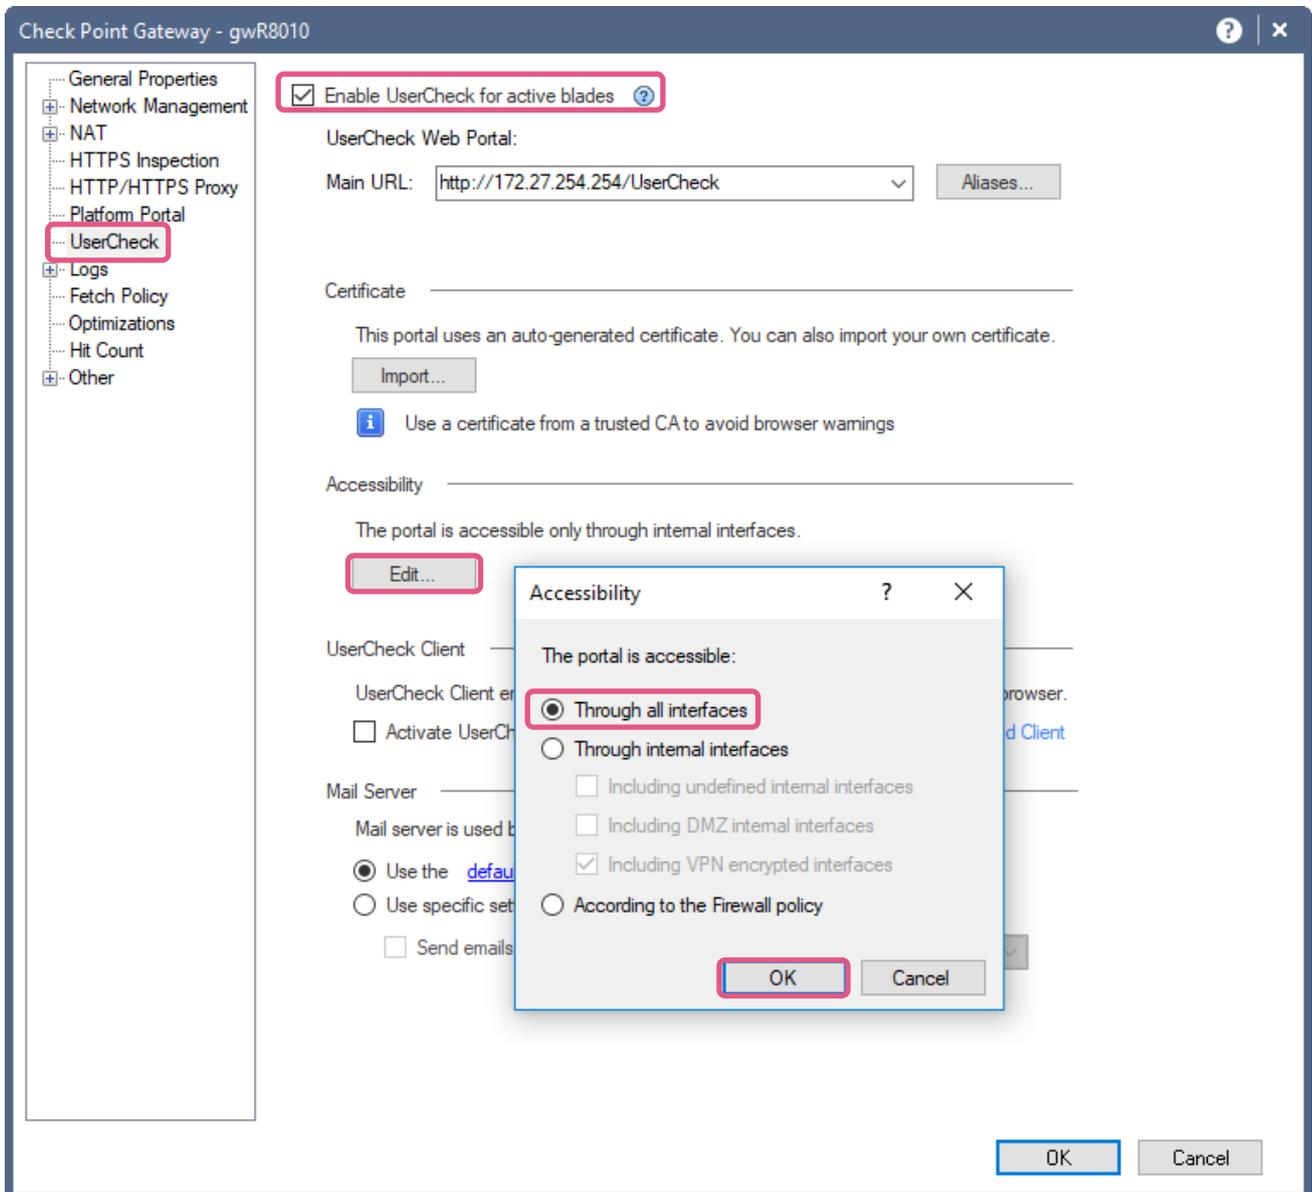 Check Point Gateway - gwR8010
General Properties
Network Management
NAT
HTTPS Inspection
HTTP/HTTPS Proxy
Platform Portal
UserCheck
Logs
Fetch Policy
Optimizations
Hit Count
Other
Enable UserCheck for active blades
UserCheck Web Portal:
Main URL: http://172.27.254.254/UserCheck Aliases...
Certificate
This portal uses an auto-generated certificate. You can also import your own certificate.
Import...
Use a certificate from a trusted CA to avoid browser warnings
Accessibility
The portal is accessible only through internal interfaces.
Edit...
UserCheck Client
UserCheck Client
Activate
d Client
Mail Server
Mail server is used
Use the
Use specific
Send emails
Accessibility ?
The portal is accessible:
Through all interfaces
Through internal interfaces
Including undefined internal interfaces
Including DMZ internal interfaces
Including VPN encrypted interfaces
According to the Firewall policy
OK Cancel
OK Cancel